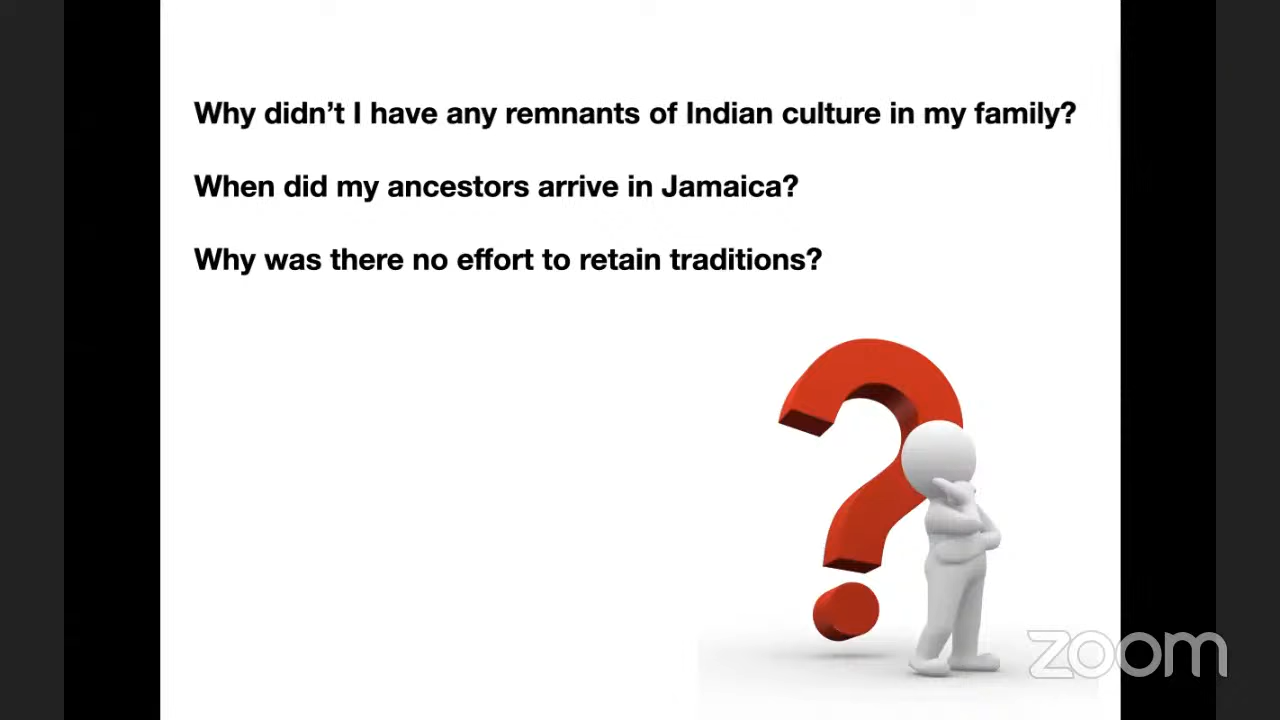 Why didn’t I have any remnants of Indian culture in my family?
When did my ancestors arrive in Jamaica?
Why was there no effort to retain traditions?
zoom